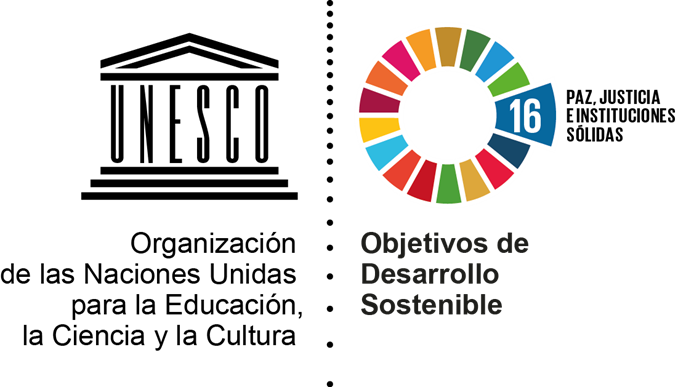 UNESCO
Organización
de las Naciones Unidas
para la Educación,
la Ciencia y la Cultura
16
PAZ, JUSTICIA
E INSTITUCIONES
SÓLIDAS
Objetivos de
Desarrollo
Sostenible